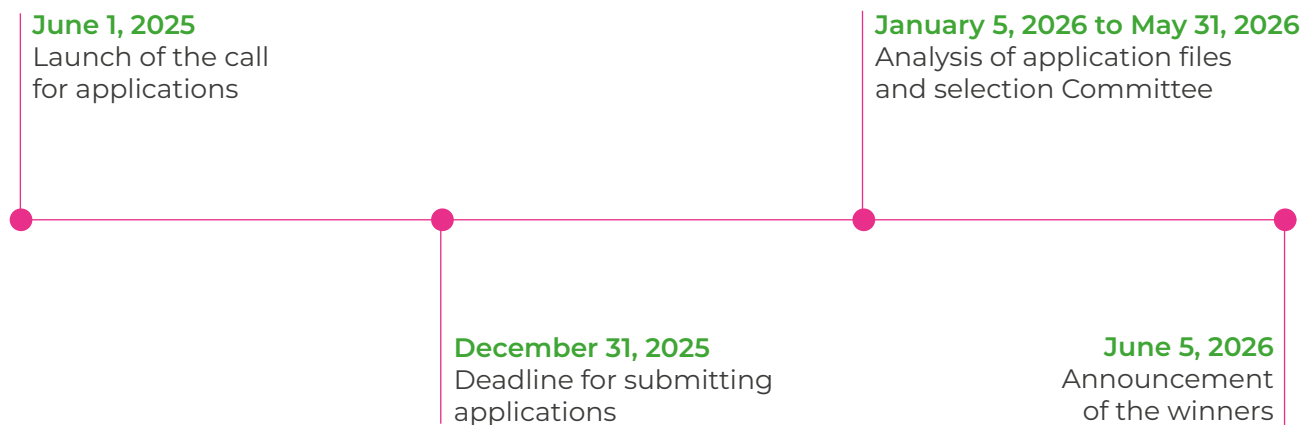 June 1, 2025
Launch of the call
for applications
December 31, 2025
Deadline for submitting
applications
January 5, 2026 to May 31, 2026
Analysis of application files
and selection Committee
June 5, 2026
Announcement
of the winners